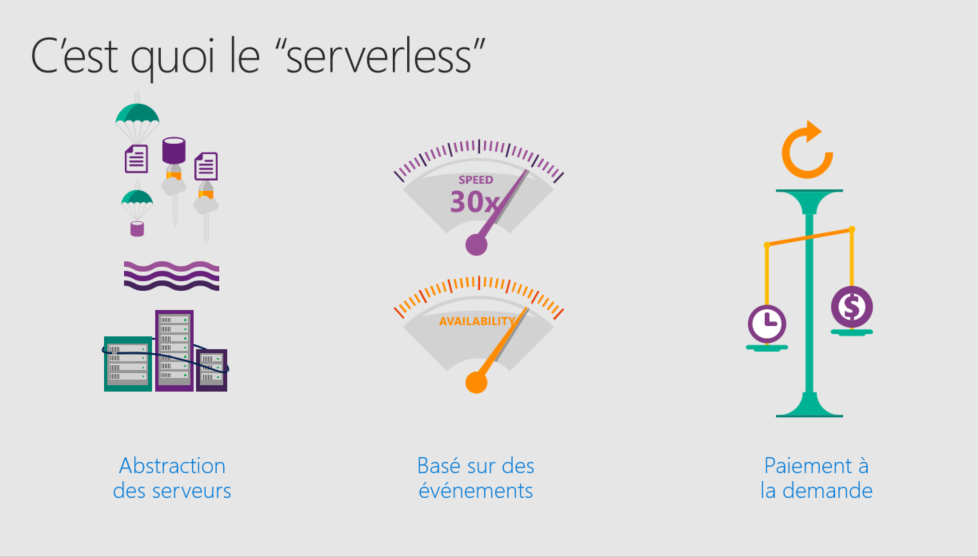 C’est quoi le “serverless”
SPEED
30x
AVAILABILITY
Abstraction
des serveurs
Basé sur des
événements
Paiement à
la demande